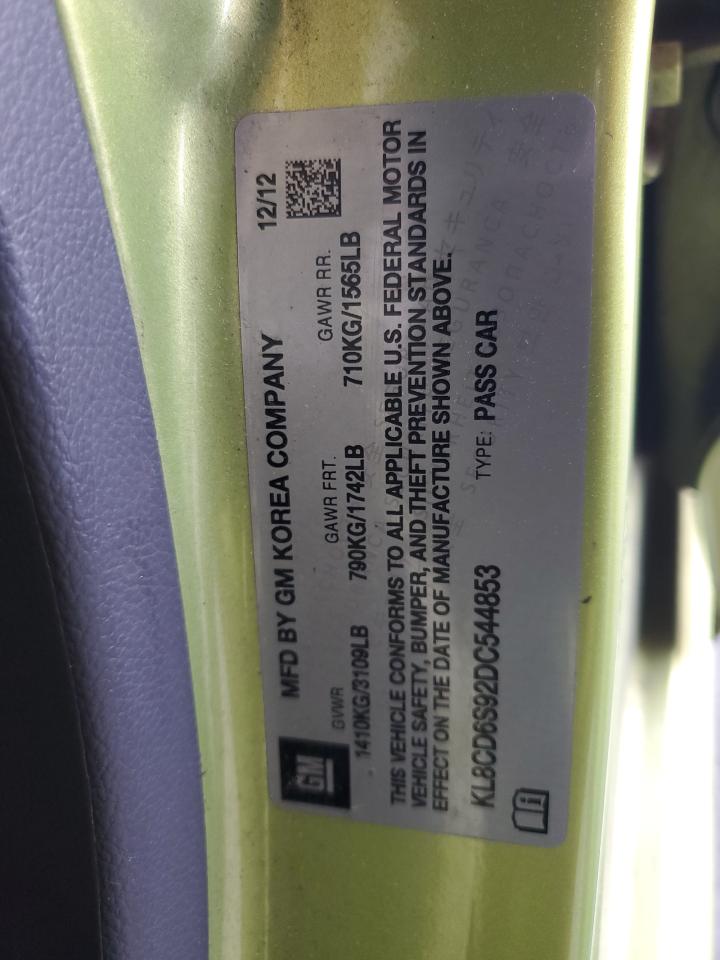 GM
MFD BY GM KOREA COMPANY 12/12
GVWR GAWR FRT. GAWR RR.
1410KG/3109LB 790KG/1742LB 710KG/1565LB
THIS VEHICLE CONFORMS TO ALL APPLICABLE U.S. FEDERAL MOTOR
VEHICLE SAFETY, BUMPER, AND THEFT PREVENTION STANDARDS IN
EFFECT ON THE DATE OF MANUFACTURE SHOWN ABOVE.
KL8CD6S92DC544853 TYPE: PASS CAR